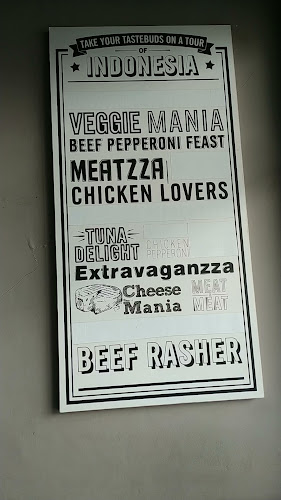 TAKE YOUR TASTEBUDS ON A TOUR
OF
INDONESIA
VEGGIE MANIA
BEEF PEPPERONI FEAST
MEATZZA
CHICKEN LOVERS
TUNA
DELIGHT
CHICKEN
PEPPERONI
Extravaganzza
Cheese
Mania
MEAT
MEAT
BEEF RASHER